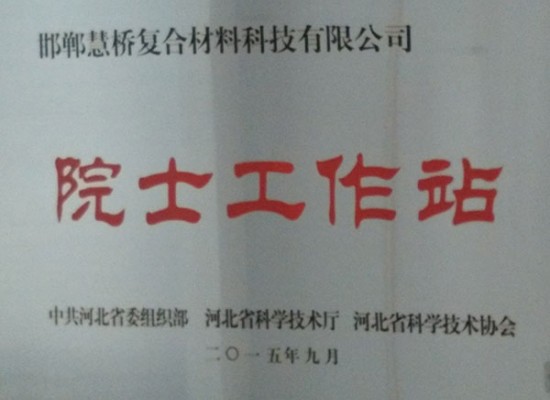 邯郸慧桥复合材料科技有限公司
院士工作站
中共河北省委组织部 河北省科学技术厅 河北省科学技术协会
二〇一五年九月